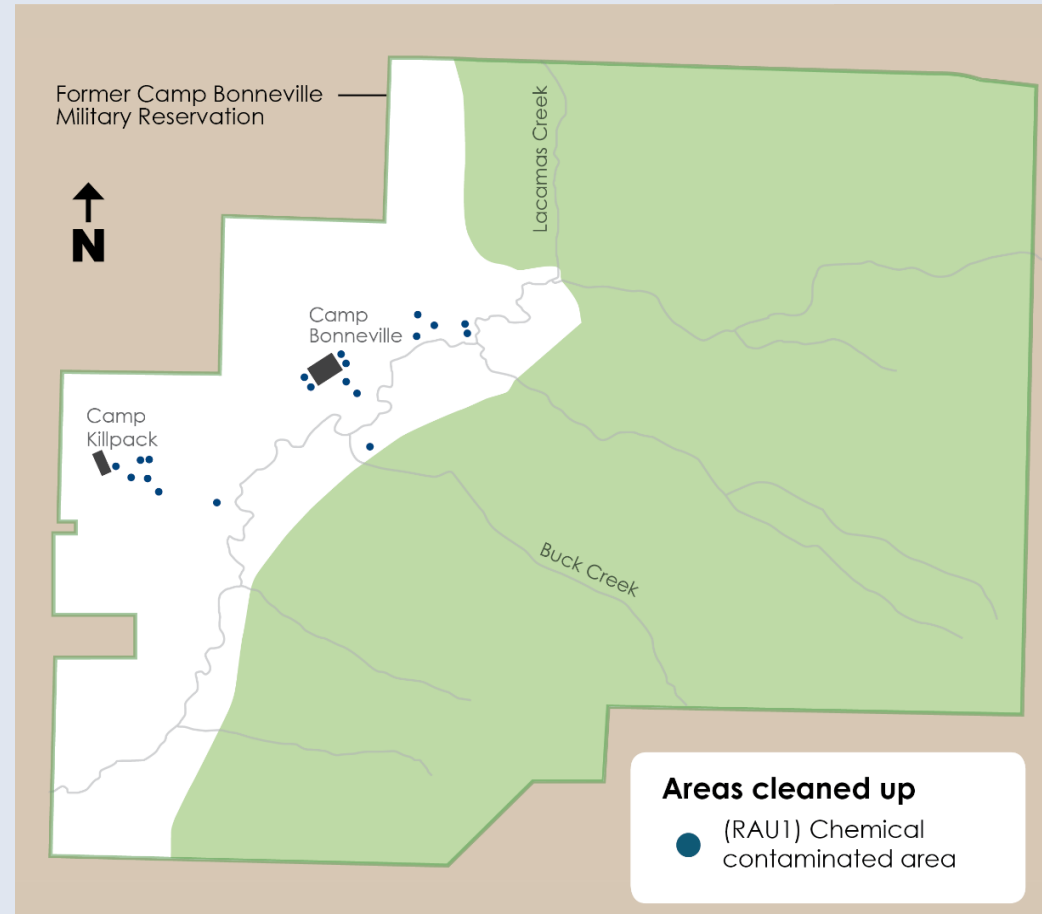 Former Camp Bonneville
Military Reservation
N
Lacamas Creek
Camp
Bonneville
Camp
Killpack
Buck Creek
Areas cleaned up
(RAU1) Chemical
contaminated area